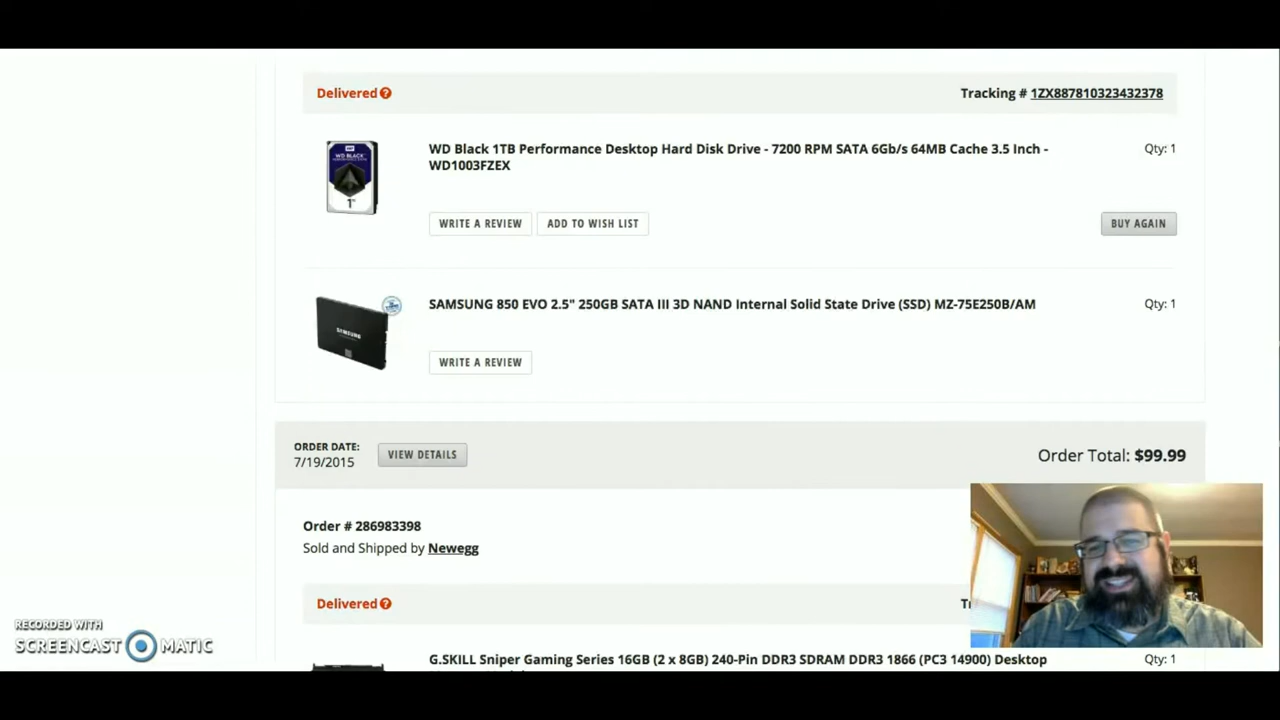 Delivered
Tracking # 1ZX887810323432378
WD Black 1TB Performance Desktop Hard Disk Drive - 7200 RPM SATA 6Gb/s 64MB Cache 3.5 Inch -
WD1003FZEX
Qty: 1
WRITE A REVIEW
ADD TO WISH LIST
BUY AGAIN
SAMSUNG 850 EVO 2.5" 250GB SATA III 3D NAND Internal Solid State Drive (SSD) MZ-75E250B/AM
Qty: 1
SAMSUNG
WRITE A REVIEW
ORDER DATE:
7/19/2015
VIEW DETAILS
Order Total: $99.99
Order # 286983398
Sold and Shipped by Newegg
Delivered
RECORDED WITH
SCREENCAST MATIC
G.SKILL Sniper Gaming Series 16GB (2 x 8GB) 240-Pin DDR3 SDRAM DDR3 1866 (PC3 14900) Desktop
Qty: 1